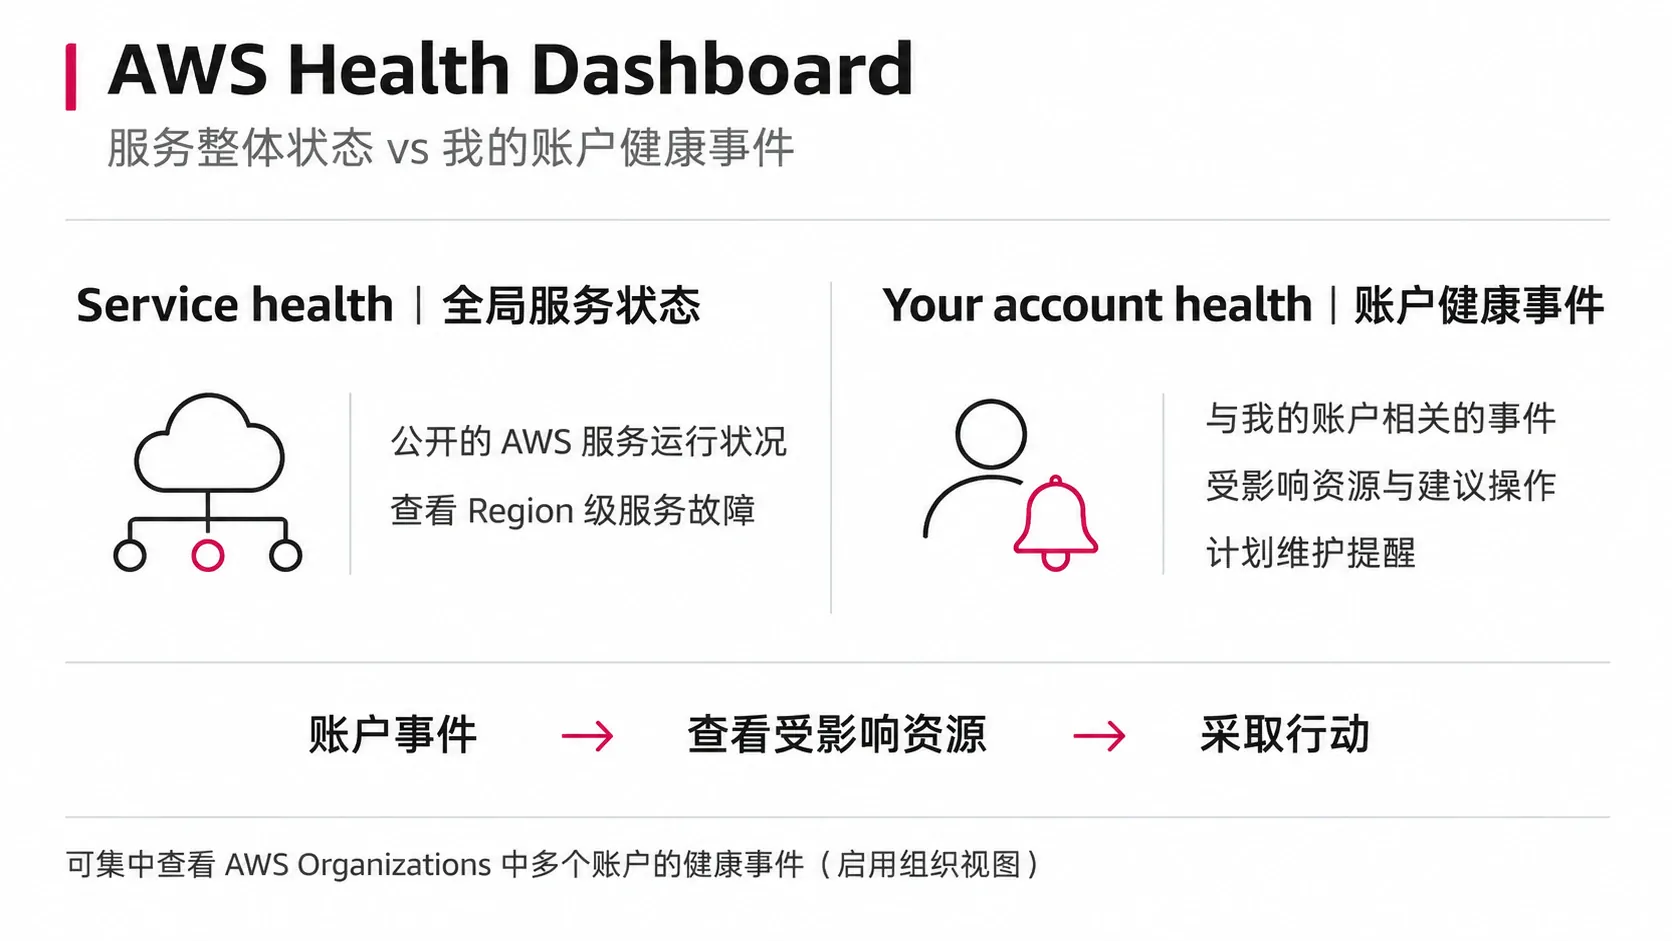 AWS Health Dashboard
服务整体状态 vs 我的账户健康事件
Service health | 全局服务状态
公开的 AWS 服务运行状况
查看 Region 级服务故障
Your account health | 账户健康事件
与我的账户相关的事件
受影响资源与建议操作
计划维护提醒
账户事件 → 查看受影响资源 → 采取行动
可集中查看 AWS Organizations 中多个账户的健康事件（启用组织视图）